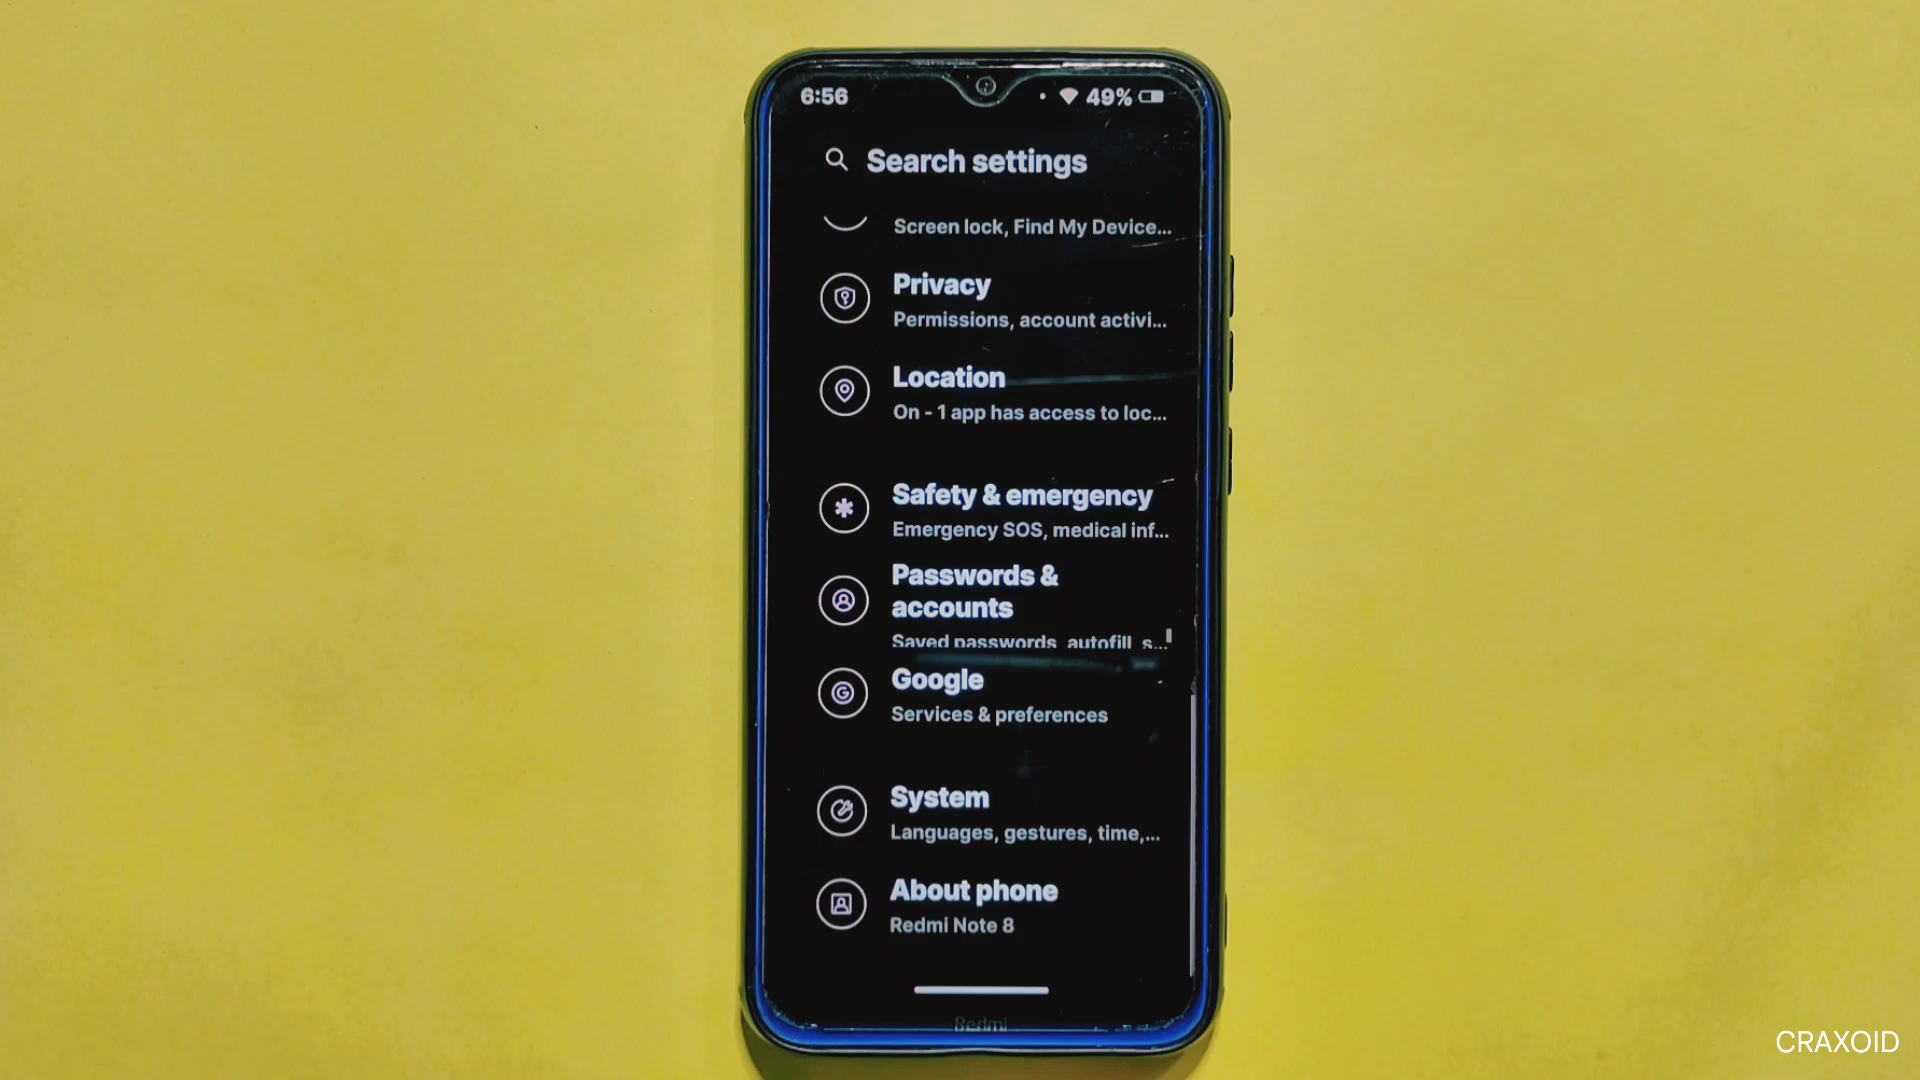 6:56
49%
Search settings
Screen lock, Find My Device...
Privacy
Permissions, account activi...
Location
On - 1 app has access to loc...
Safety & emergency
Emergency SOS, medical inf...
Passwords &
accounts
Saved passwords, autofill, s...
Google
Services & preferences
System
Languages, gestures, time,...
About phone
Redmi Note 8
Redmi
CRAXOID